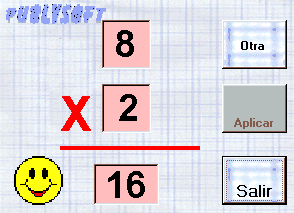 PUBLYSOFT
8
Otra
X 2
Aplicar
16
Salir